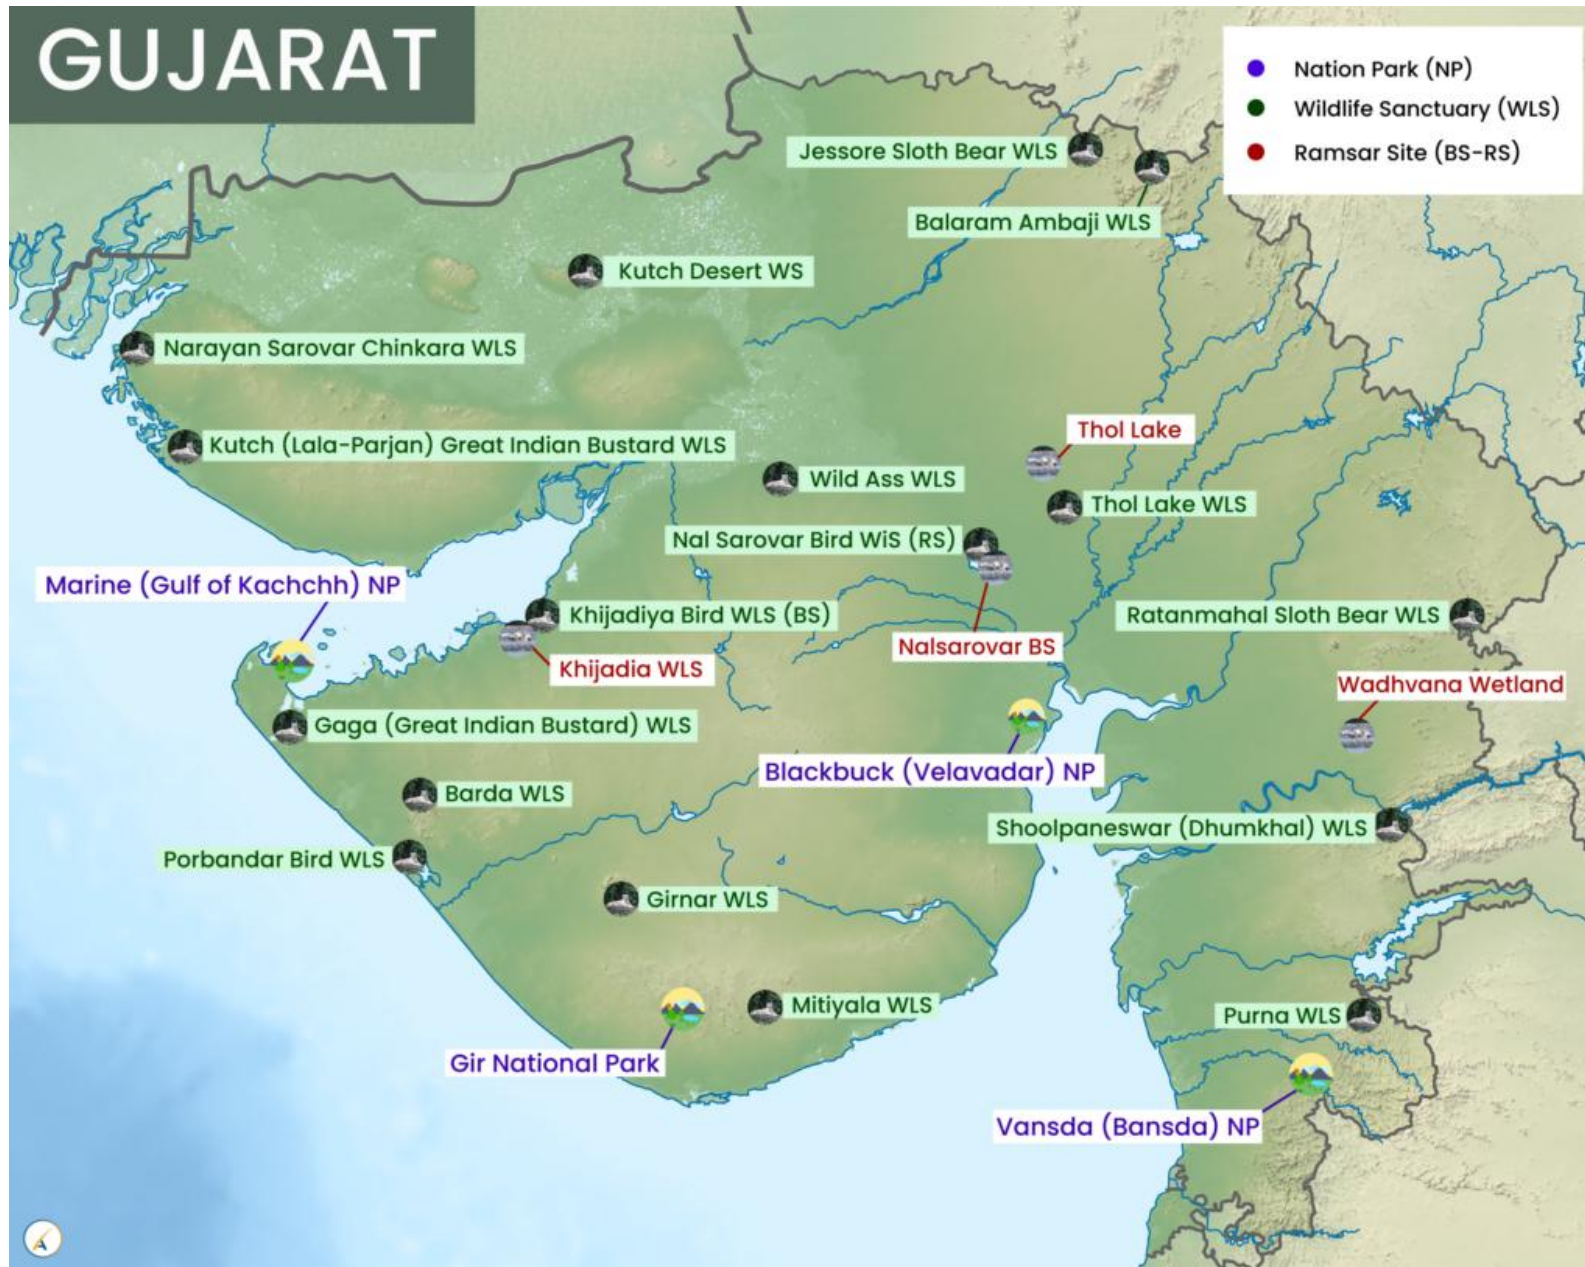 GUJARAT
Nation Park (NP)
Wildlife Sanctuary (WLS)
Ramsar Site (BS-RS)
Jessore Sloth Bear WLS
Balaram Ambaji WLS
Kutch Desert WS
Narayan Sarovar Chinkara WLS
Thol Lake
Kutch (Lala-Parjan) Great Indian Bustard WLS
Wild Ass WLS
Thol Lake WLS
Nal Sarovar Bird WiS (RS)
Marine (Gulf of Kachchh) NP
Khijadiya Bird WLS (BS)
Ratanmahal Sloth Bear WLS
Nalsarovar BS
Khijadia WLS
Wadhvana Wetland
Gaga (Great Indian Bustard) WLS
Blackbuck (Velavadar) NP
Barda WLS
Shoolpaneswar (Dhumkhal) WLS
Porbandar Bird WLS
Girnar WLS
Mitiyala WLS
Purna WLS
Gir National Park
Vansda (Bansda) NP